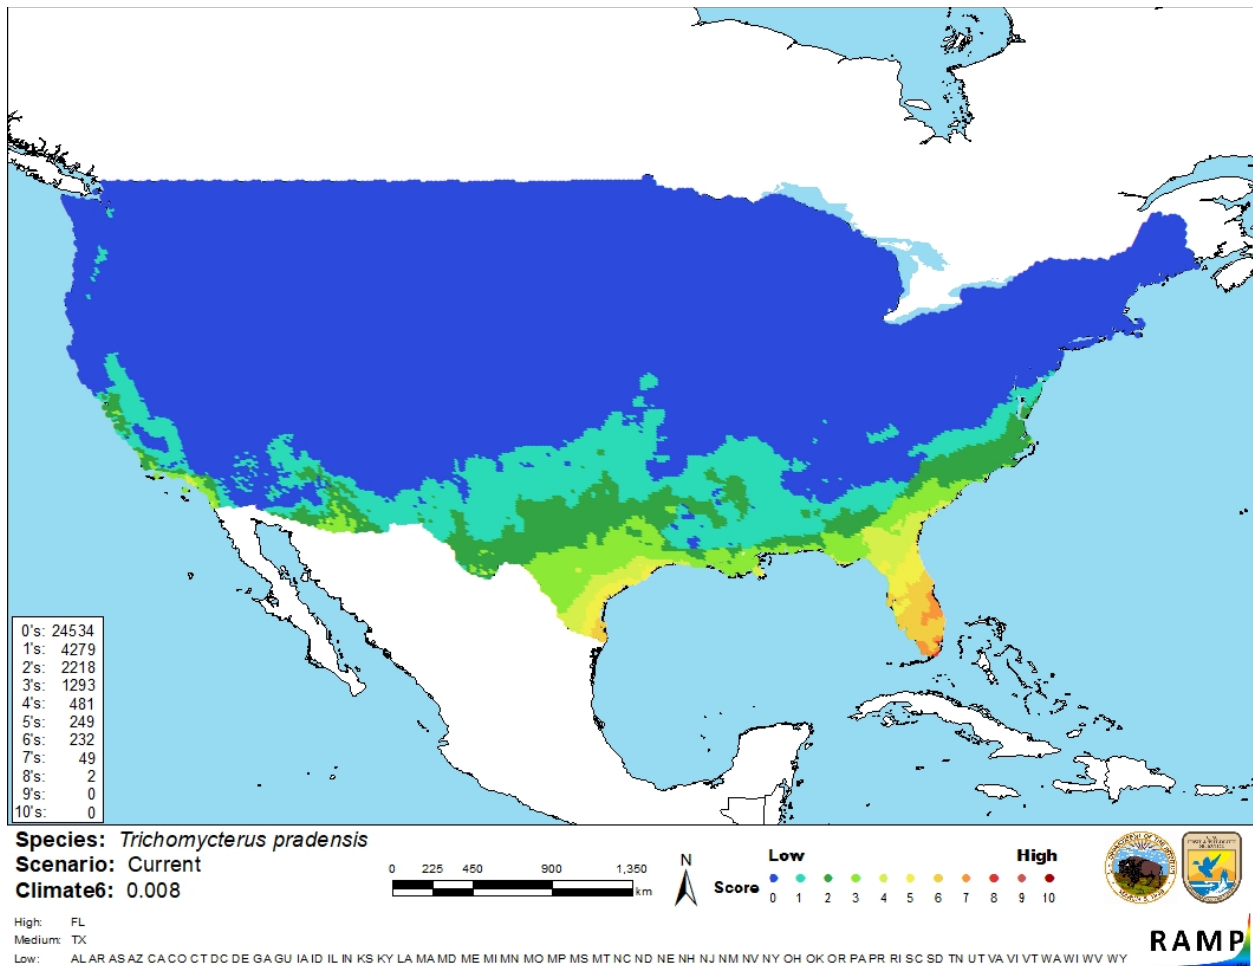 0's: 24534
1's: 4279
2's: 2218
3's: 1293
4's: 481
5's: 249
6's: 232
7's: 49
8's: 2
9's: 0
10's: 0
Species: Trichomycterus pradensis
Scenario: Current
Climate6: 0.008
0 225 450 900 1,350
km
N
Low High
Score 0 1 2 3 4 5 6 7 8 9 10
High: FL
Medium: TX
Low: AL AR AS AZ CA CO CT DC DE GA GU IA ID IL IN KS KY LA MA MD ME MI MN MO MP MS MT NC ND NE NH NJ NM NV NY OH OK OR PA PR RI SC SD TN UT VA VI VT WA WI WV WY
RAMP